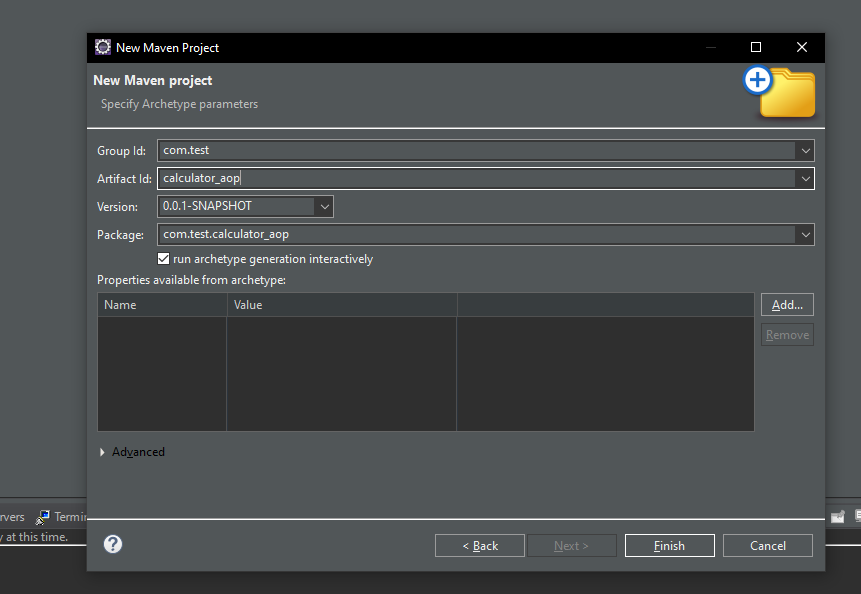 New Maven Project
New Maven project
Specify Archetype parameters
Group Id: com.test
Artifact Id: calculator_aop
Version: 0.0.1-SNAPSHOT
Package: com.test.calculator_aop
run archetype generation interactively
Properties available from archetype:
Name Value
Add...
Remove
Advanced
rvers Termin
y at this time.
? < Back Next > Finish Cancel